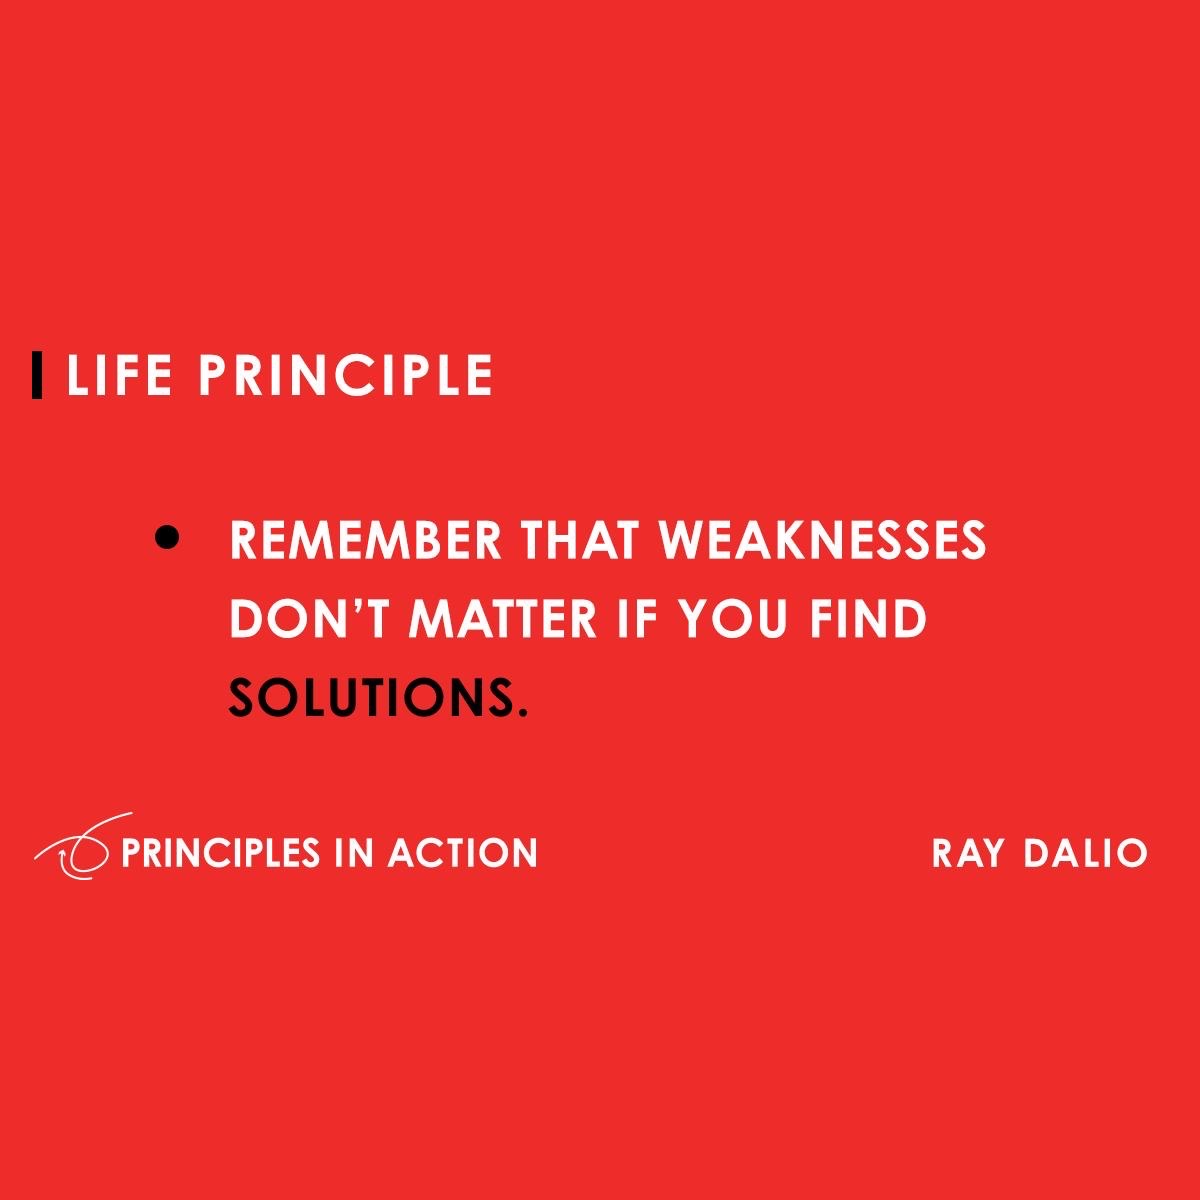 LIFE PRINCIPLE
REMEMBER THAT WEAKNESSES
DON’T MATTER IF YOU FIND
SOLUTIONS.
PRINCIPLES IN ACTION
RAY DALIO